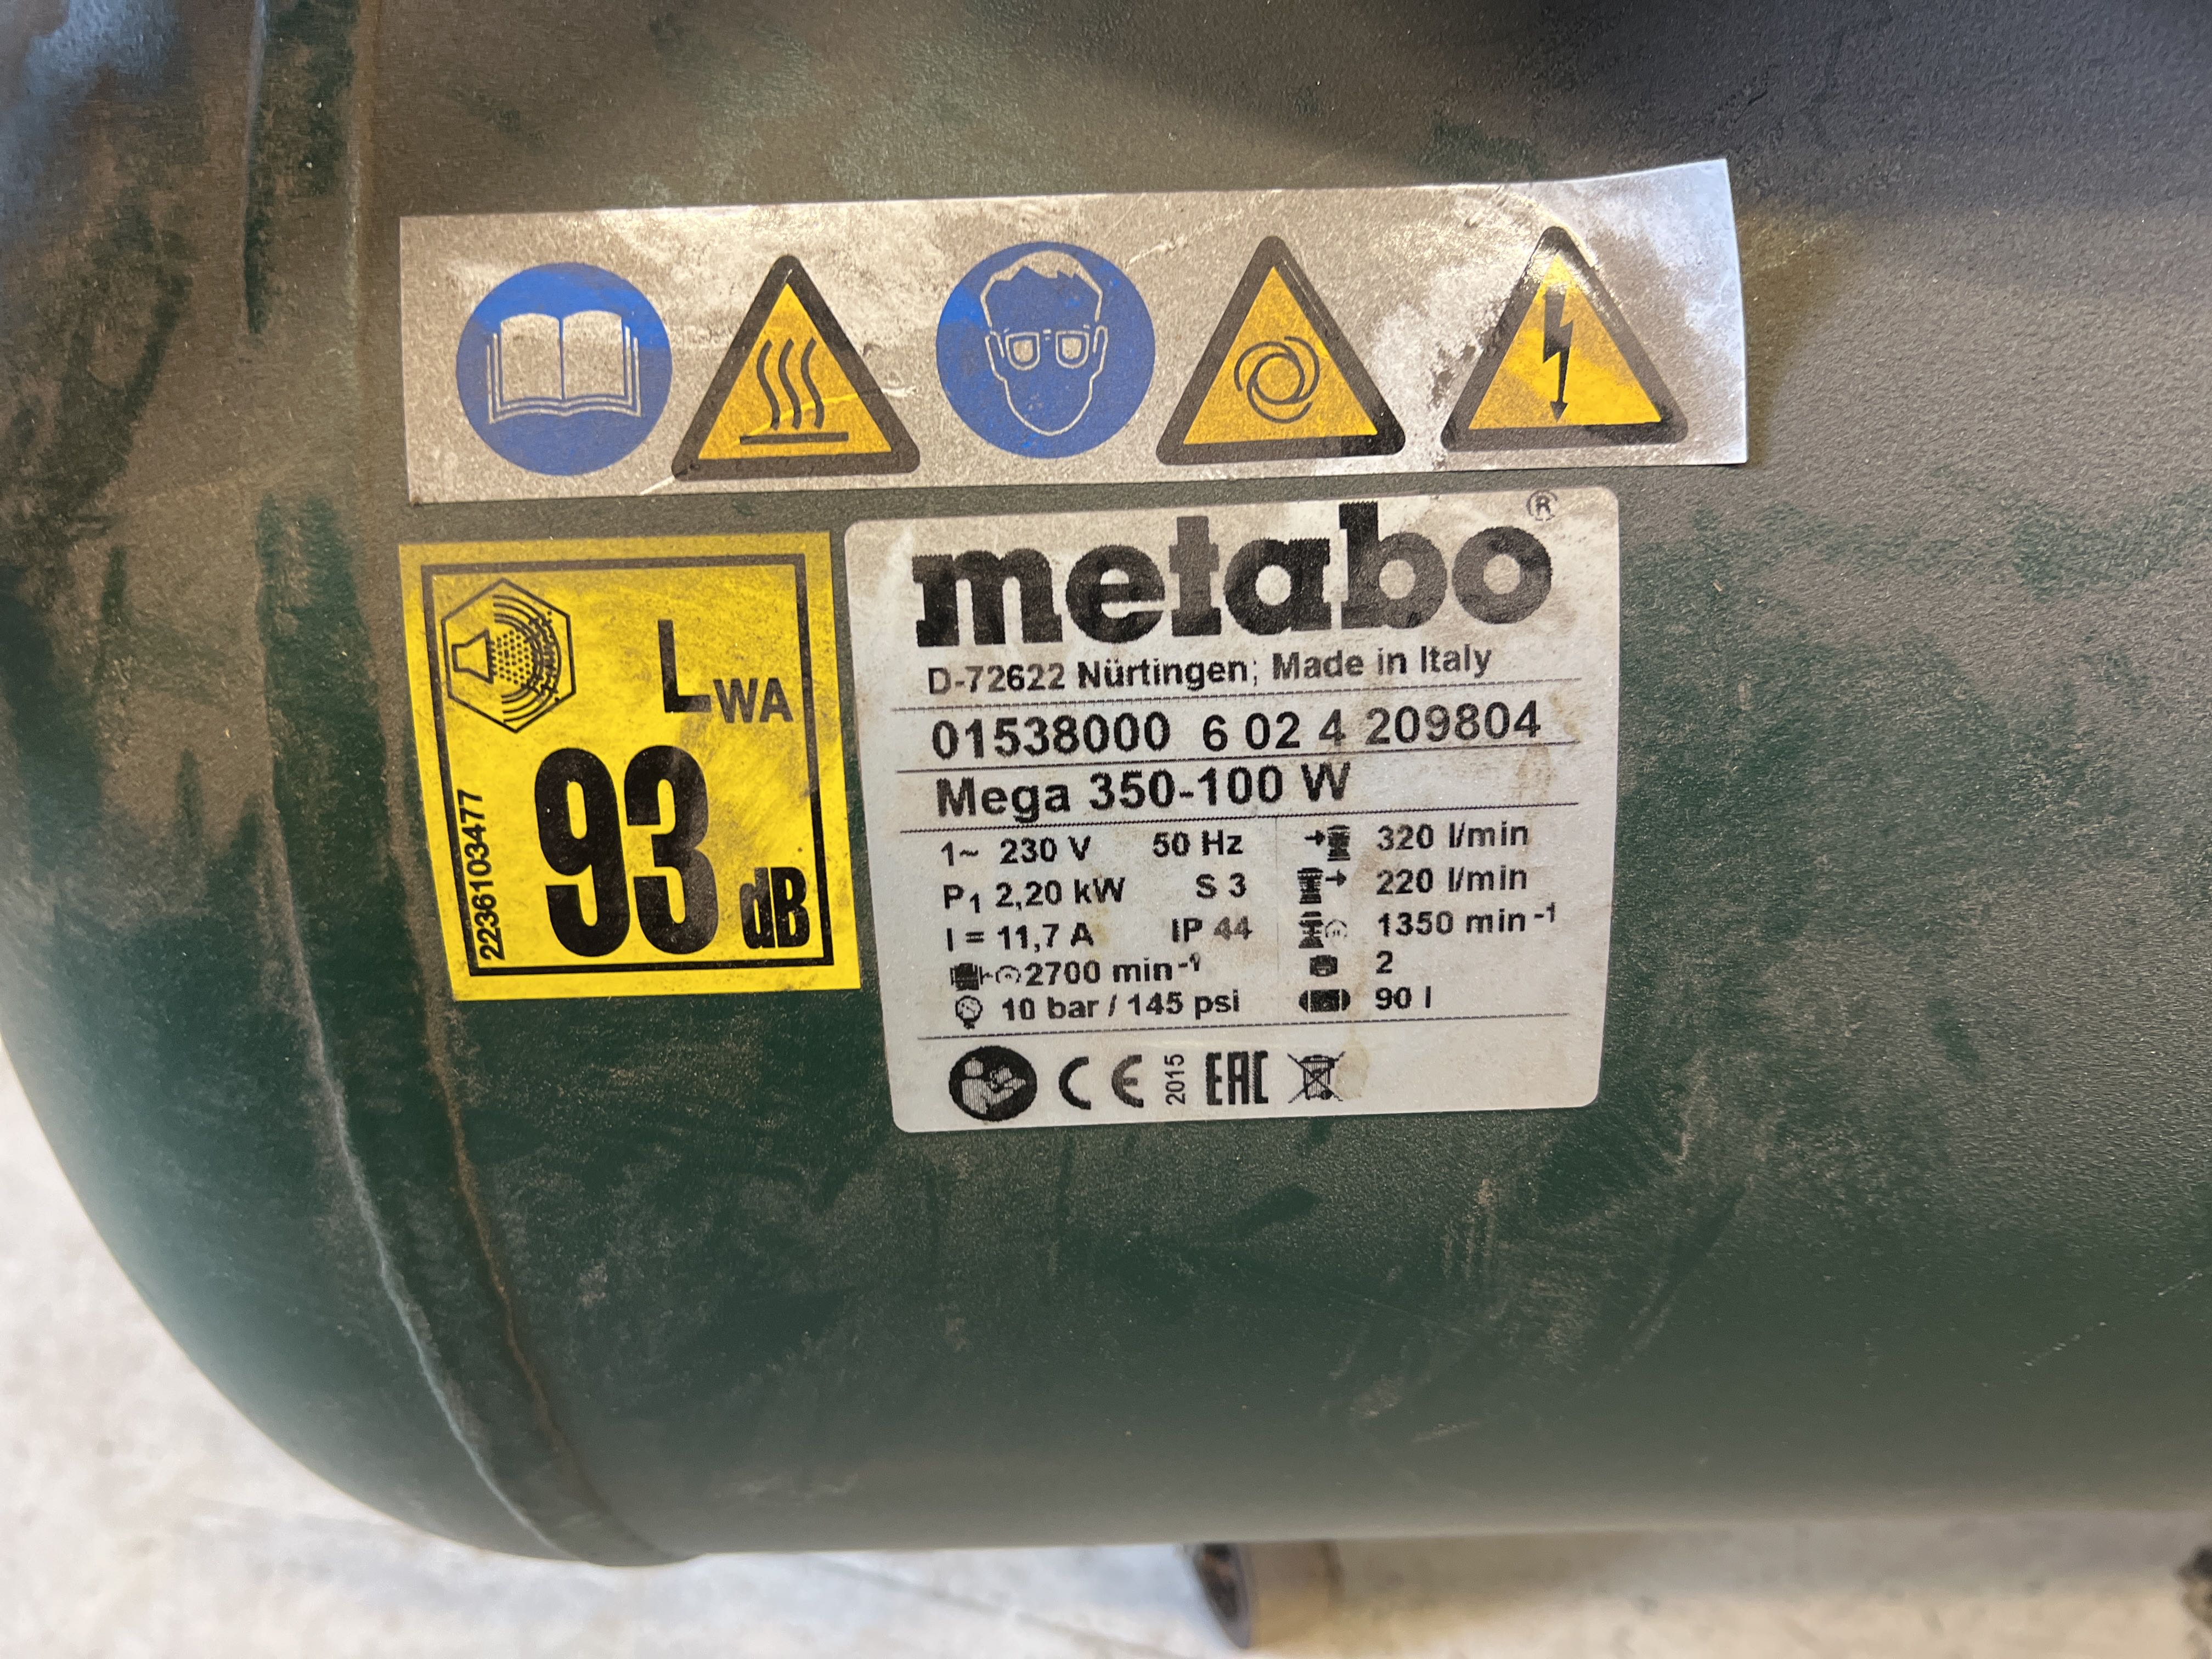 LWA
93 dB
2236103477
metabo®
D-72622 Nürtingen; Made in Italy
01538000 6 02 4 209804
Mega 350-100 W
1~ 230 V 50 Hz 320 l/min
P1 2,20 kW S 3 220 l/min
I = 11,7 A IP 44 1350 min-1
2700 min-1 2
10 bar / 145 psi 90 l
CE 2015 EAC